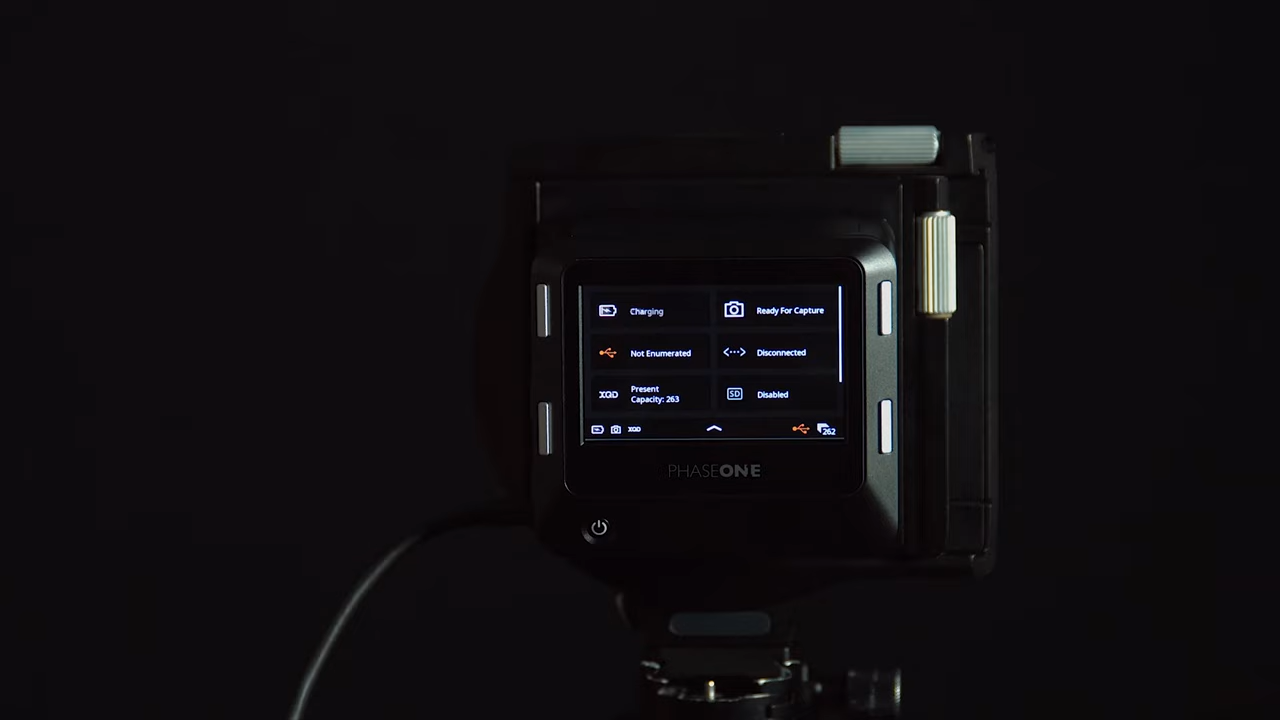 Charging
Ready For Capture
Not Enumerated
Disconnected
XQD
Present
Capacity: 263
SD
Disabled
XQD
262
PHASEONE